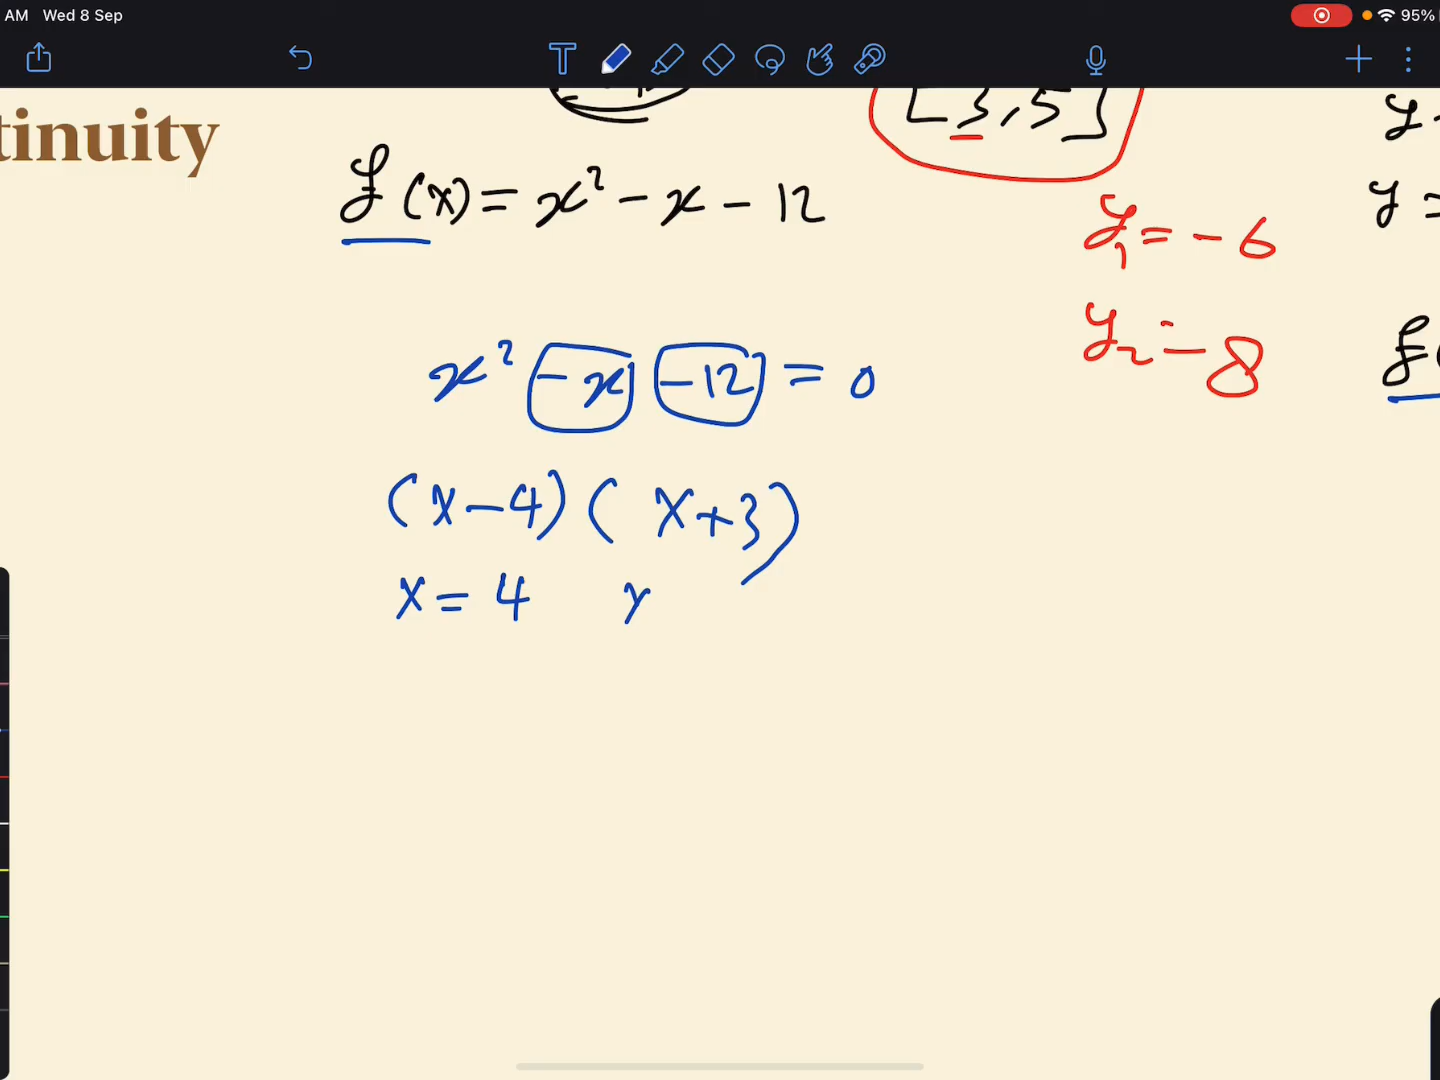 AM Wed 8 Sep 95%
tinuity
[3,5]
f(x) = x² - x - 12
y₁ = -6
y =
x² -x -12 = 0
y₂ = -8
(x-4)(x+3)
x = 4 x